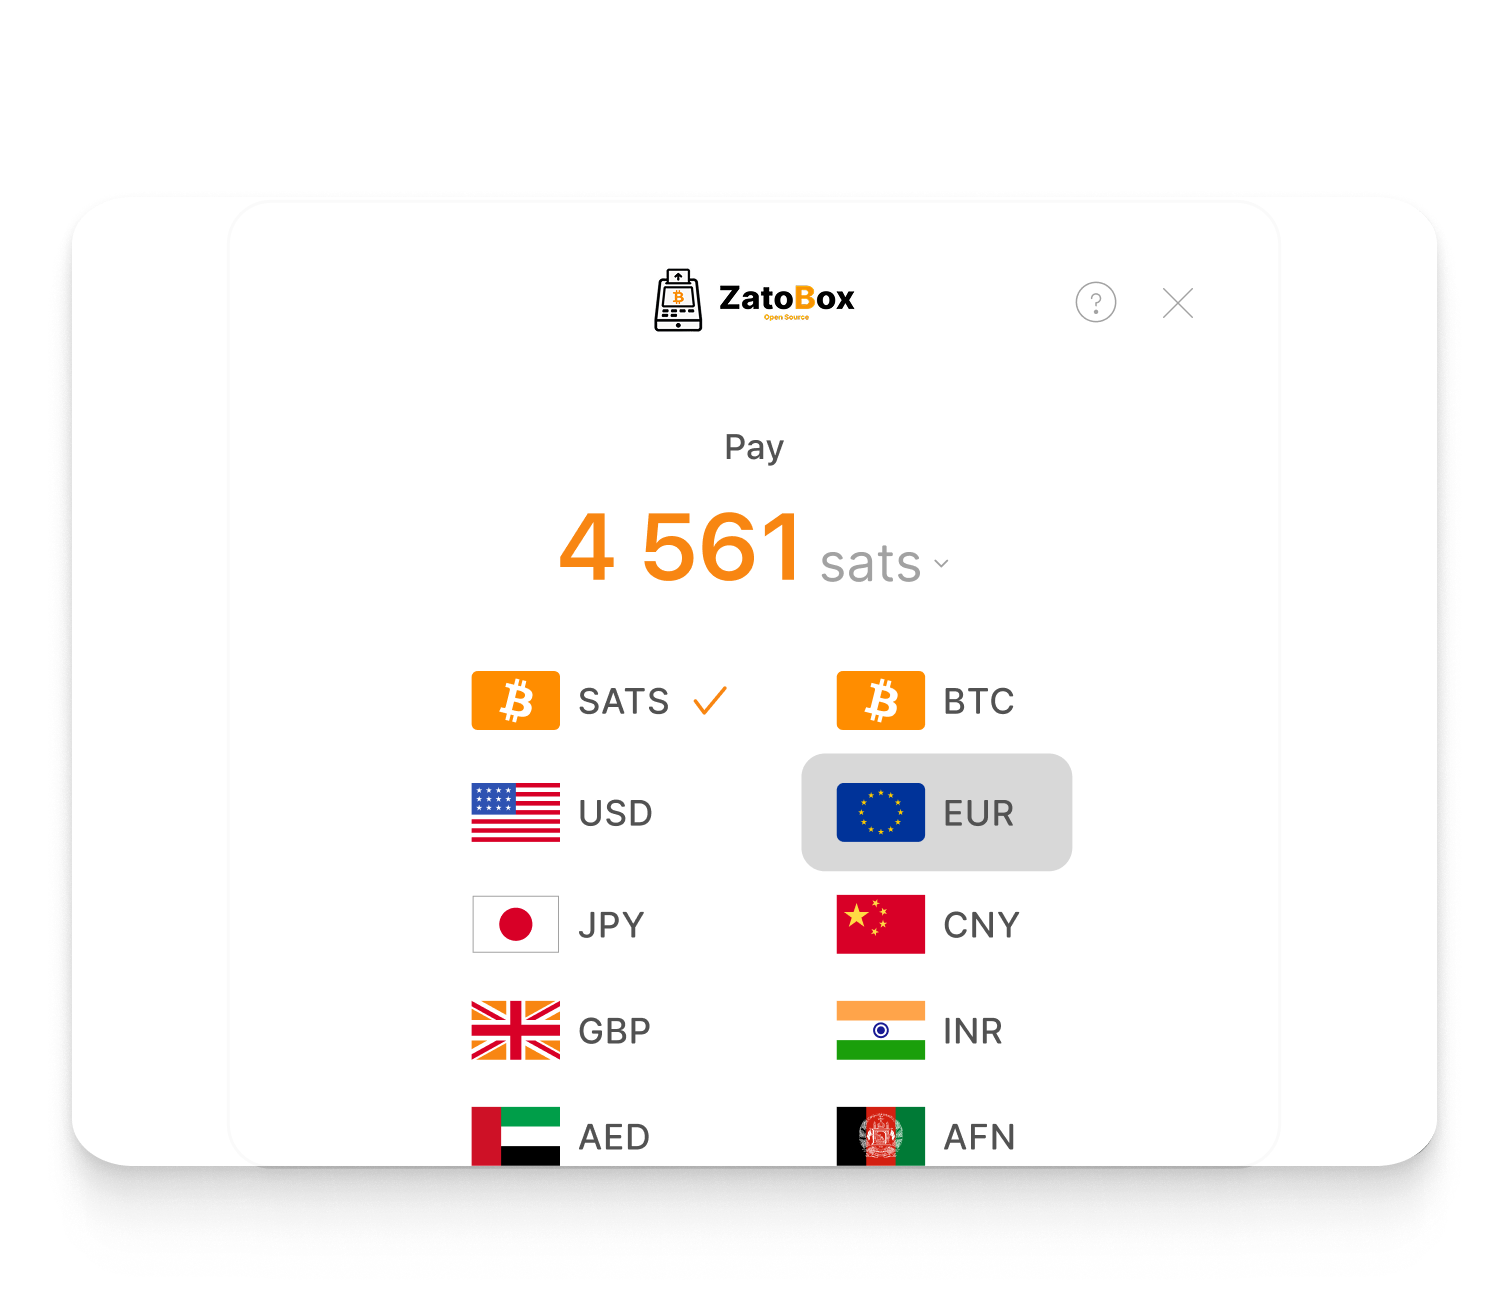 ZatoBox
Open Source
?
Pay
4 561 sats
SATS
BTC
USD
EUR
JPY
CNY
GBP
INR
AED
AFN